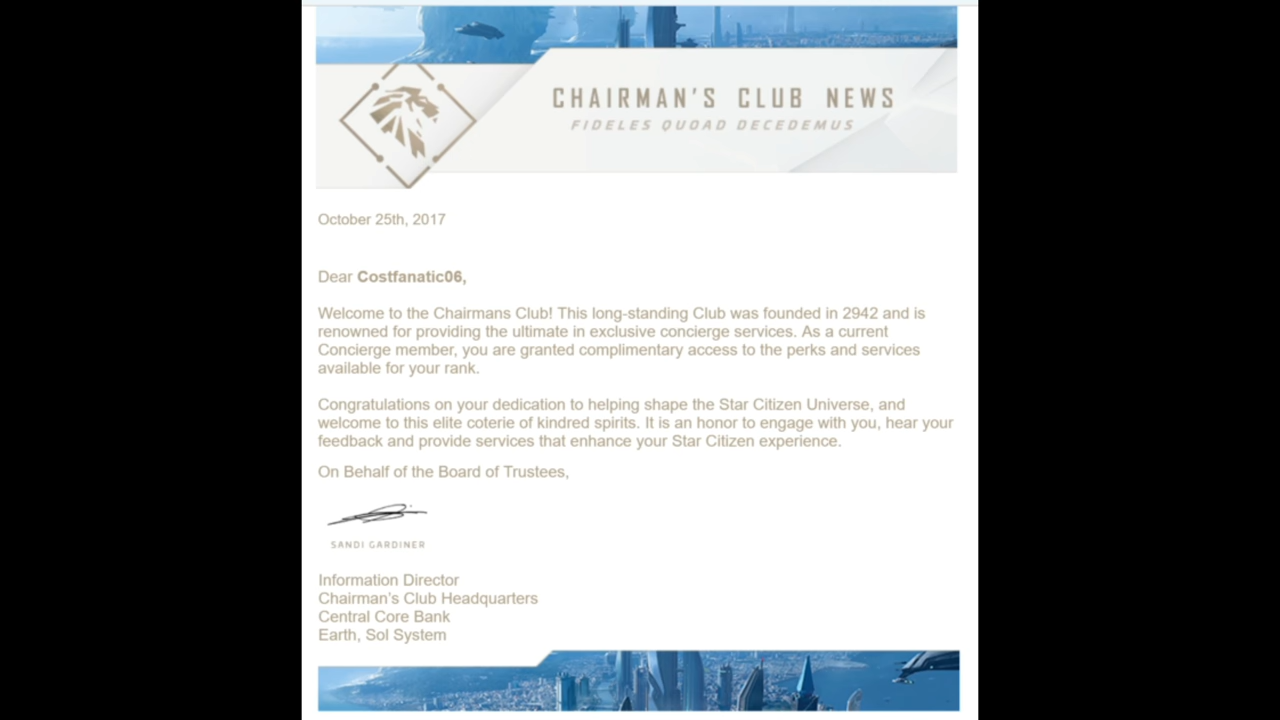 CHAIRMAN'S CLUB NEWS
FIDELES QUOAD DECEDEMUS
October 25th, 2017
Dear Costfanatic06,
Welcome to the Chairmans Club! This long-standing Club was founded in 2942 and is
renowned for providing the ultimate in exclusive concierge services. As a current
Concierge member, you are granted complimentary access to the perks and services
available for your rank.
Congratulations on your dedication to helping shape the Star Citizen Universe, and
welcome to this elite coterie of kindred spirits. It is an honor to engage with you, hear your
feedback and provide services that enhance your Star Citizen experience.
On Behalf of the Board of Trustees,
SANDI GARDINER
Information Director
Chairman's Club Headquarters
Central Core Bank
Earth, Sol System